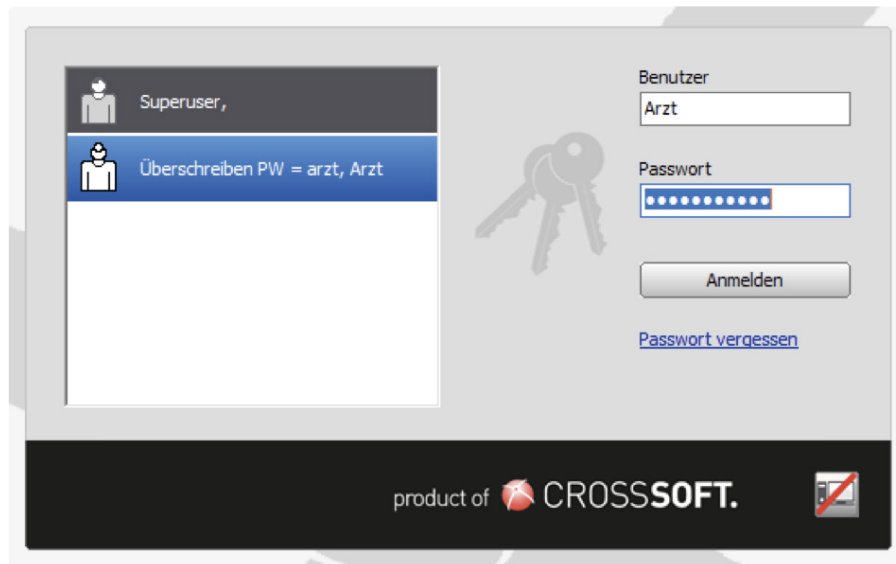 Superuser,
Überschreiben PW = arzt, Arzt
Benutzer
Arzt
Passwort
●●●●●●●●●●●
Anmelden
Passwort vergessen
product of CROSSSOFT.